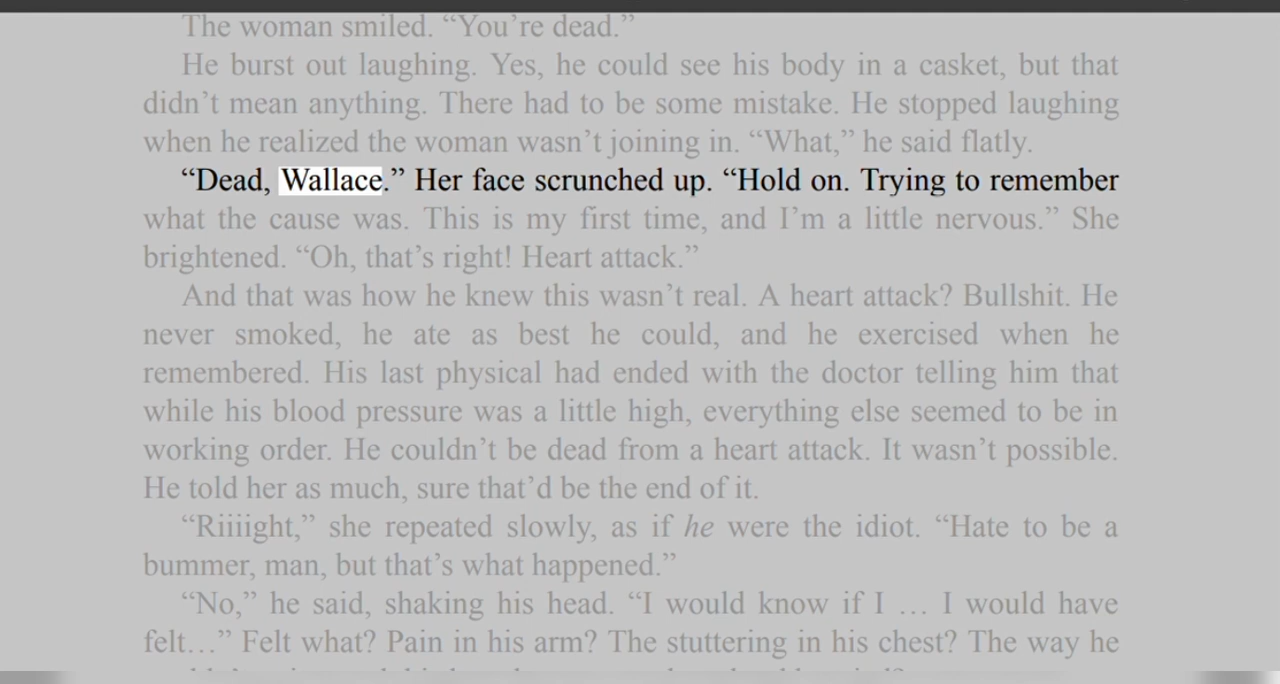 The woman smiled. “You’re dead.”
He burst out laughing. Yes, he could see his body in a casket, but that
didn’t mean anything. There had to be some mistake. He stopped laughing
when he realized the woman wasn’t joining in. “What,” he said flatly.
“Dead, Wallace.” Her face scrunched up. “Hold on. Trying to remember
what the cause was. This is my first time, and I’m a little nervous.” She
brightened. “Oh, that’s right! Heart attack.”
And that was how he knew this wasn’t real. A heart attack? Bullshit. He
never smoked, he ate as best he could, and he exercised when he
remembered. His last physical had ended with the doctor telling him that
while his blood pressure was a little high, everything else seemed to be in
working order. He couldn’t be dead from a heart attack. It wasn’t possible.
He told her as much, sure that’d be the end of it.
“Riiiight,” she repeated slowly, as if he were the idiot. “Hate to be a
bummer, man, but that’s what happened.”
“No,” he said, shaking his head. “I would know if I … I would have
felt…” Felt what? Pain in his arm? The stuttering in his chest? The way he